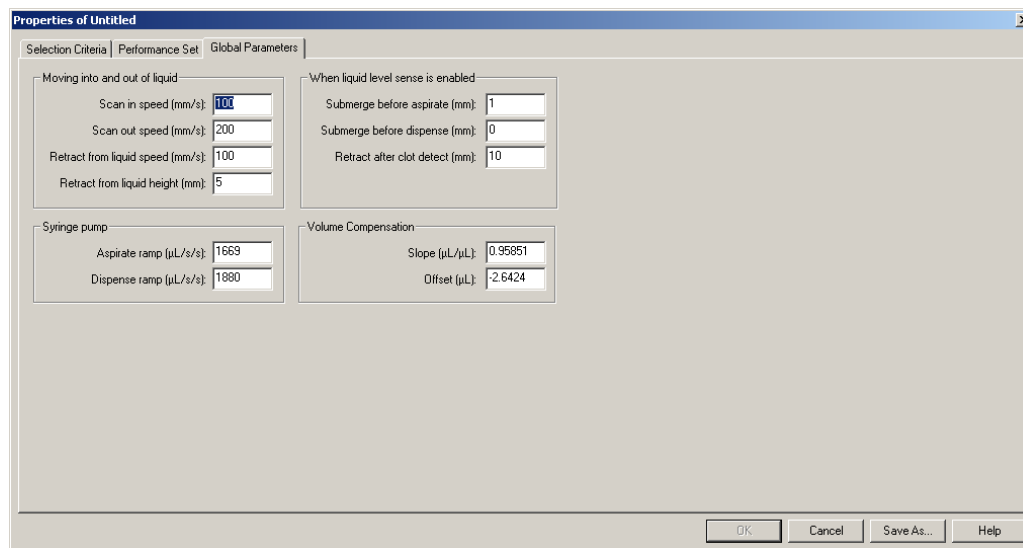 Properties of Untitled
Selection Criteria Performance Set Global Parameters
Moving into and out of liquid
Scan in speed (mm/s): 100
Scan out speed (mm/s): 200
Retract from liquid speed (mm/s): 100
Retract from liquid height (mm): 5
When liquid level sense is enabled
Submerge before aspirate (mm): 1
Submerge before dispense (mm): 0
Retract after clot detect (mm): 10
Syringe pump
Aspirate ramp (µL/s/s): 1669
Dispense ramp (µL/s/s): 1880
Volume Compensation
Slope (µL/µL): 0.95851
Offset (µL): -2.6424
OK Cancel Save As... Help